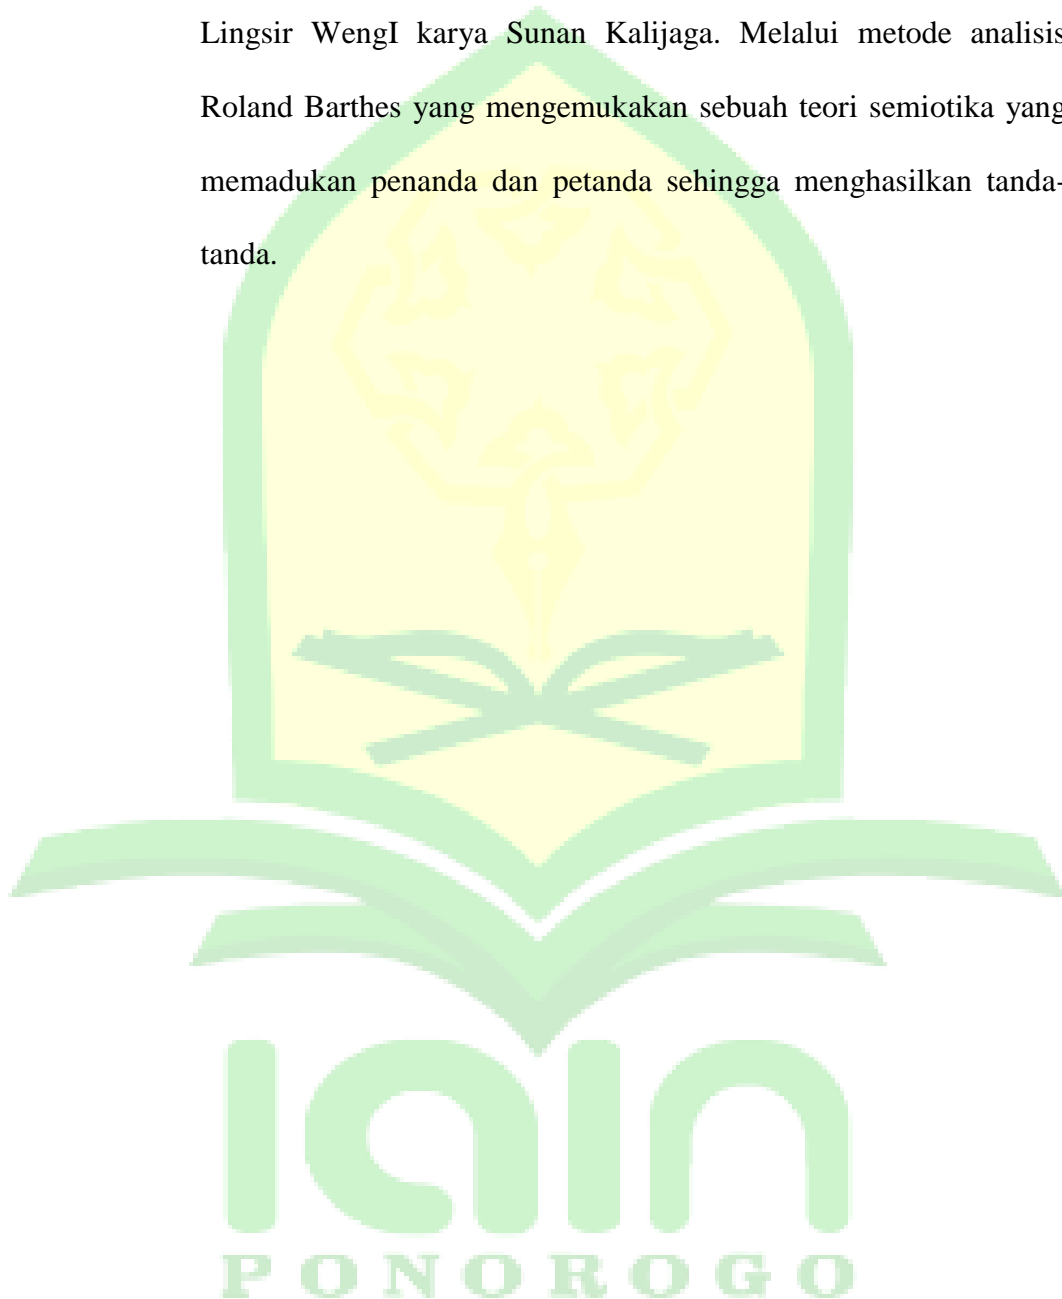 Lingsir WengI karya Sunan Kalijaga. Melalui metode analisis
Roland Barthes yang mengemukakan sebuah teori semiotika yang
memadukan penanda dan petanda sehingga menghasilkan tanda-
tanda.
IAIN
PONOROGO